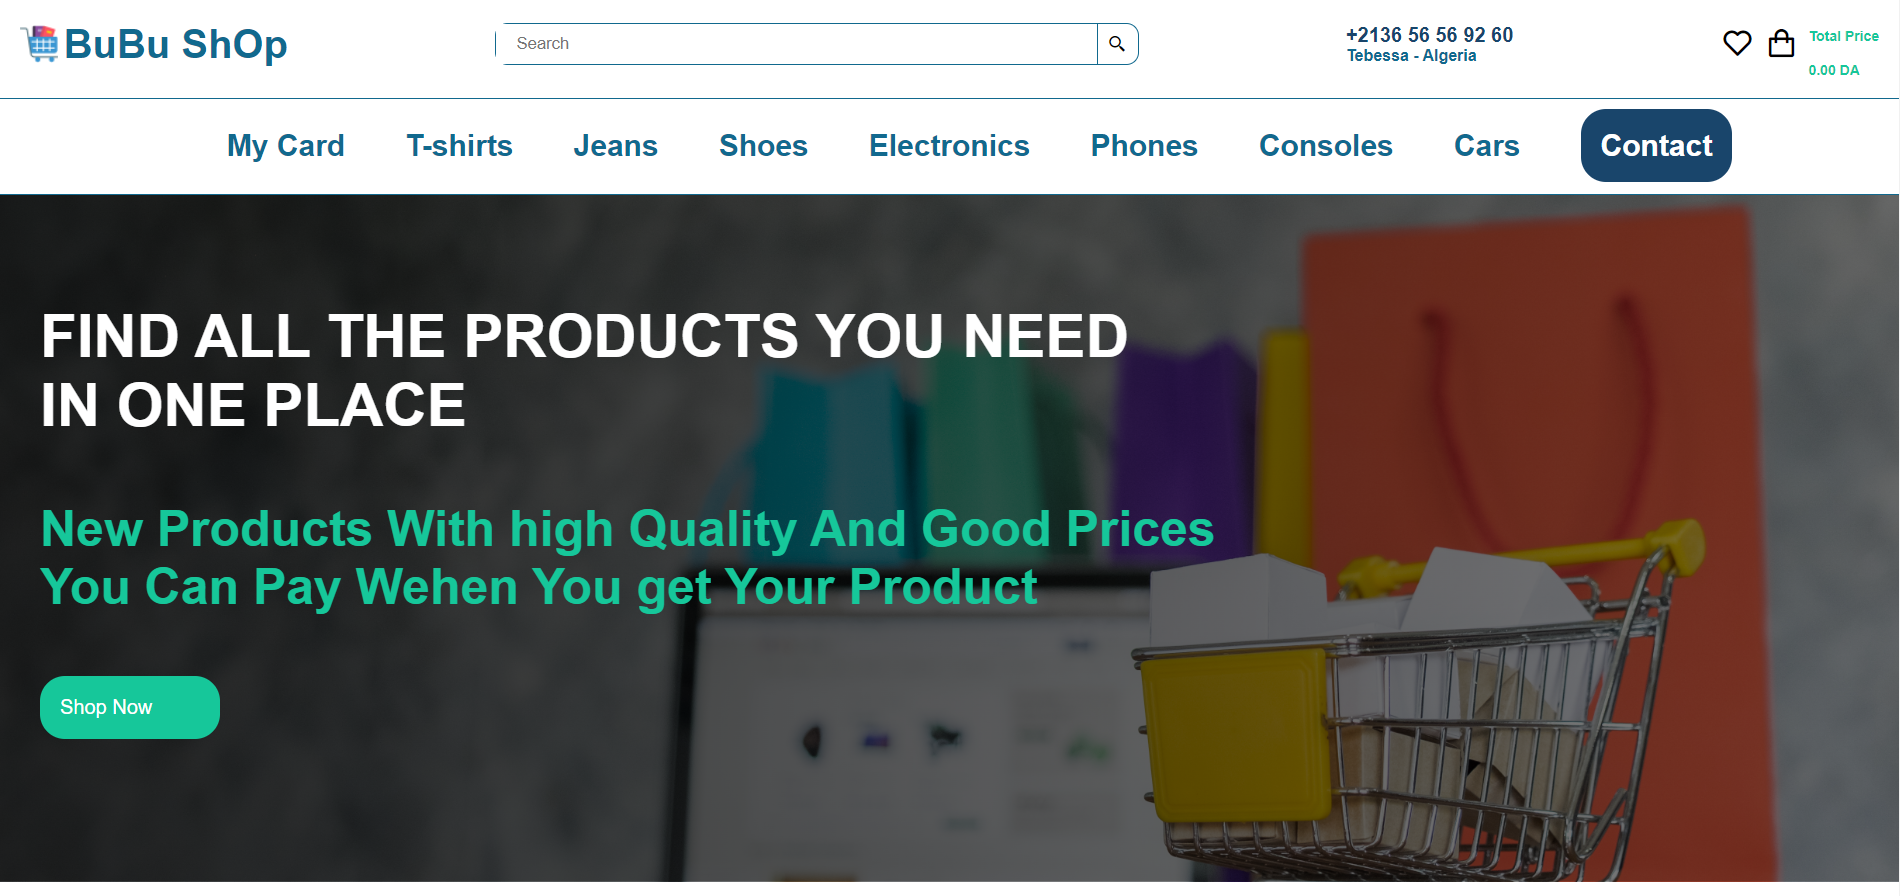 BuBu ShOp
Search
+2136 56 56 92 60
Tebessa - Algeria
Total Price
0.00 DA
My Card T-shirts Jeans Shoes Electronics Phones Consoles Cars Contact
FIND ALL THE PRODUCTS YOU NEED
IN ONE PLACE
New Products With high Quality And Good Prices
You Can Pay Wehen You get Your Product
Shop Now